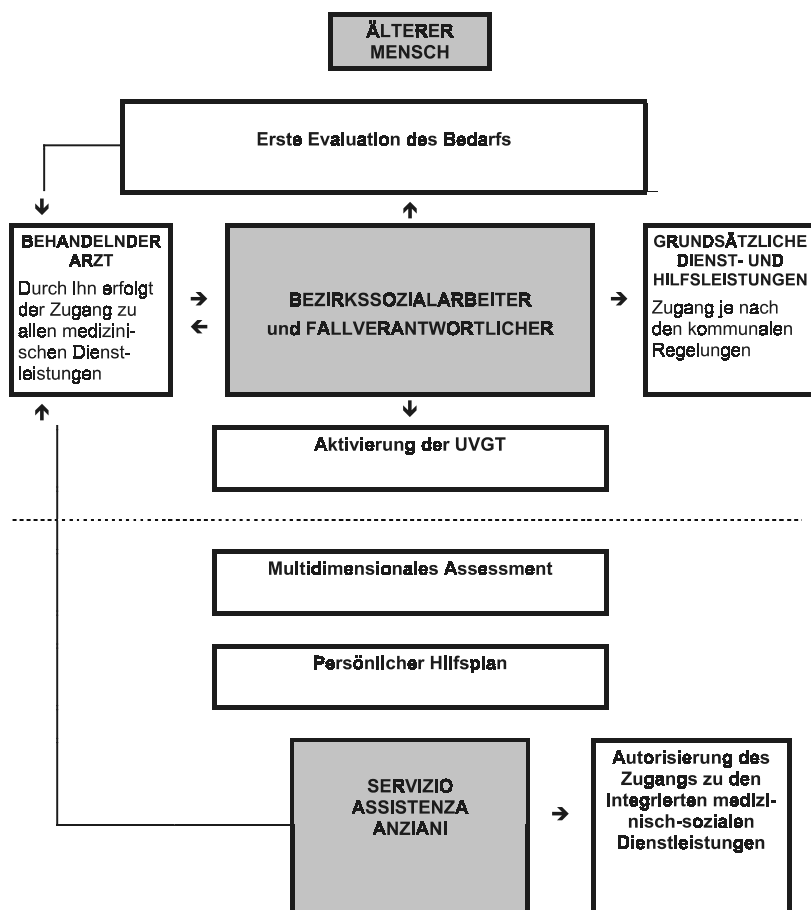 ÄLTERER
MENSCH
Erste Evaluation des Bedarfs
BEHANDELNDER
ARZT
Durch Ihn erfolgt
der Zugang zu
allen medizini-
schen Dienst-
leistungen
➔
←
BEZIRKSSOZIALARBEITER
und FALLVERANTWORTLICHER
➔
GRUNDSÄTZLICHE
DIENST- UND
HILFSLEISTUNGEN
Zugang je nach
den kommunalen
Regelungen
Aktivierung der UVGT
Multidimensionales Assessment
Persönlicher Hilfsplan
SERVIZIO
ASSISTENZA
ANZIANI
➔
Autorisierung des
Zugangs zu den
Integrierten medizi-
nisch-sozialen
Dienstleistungen